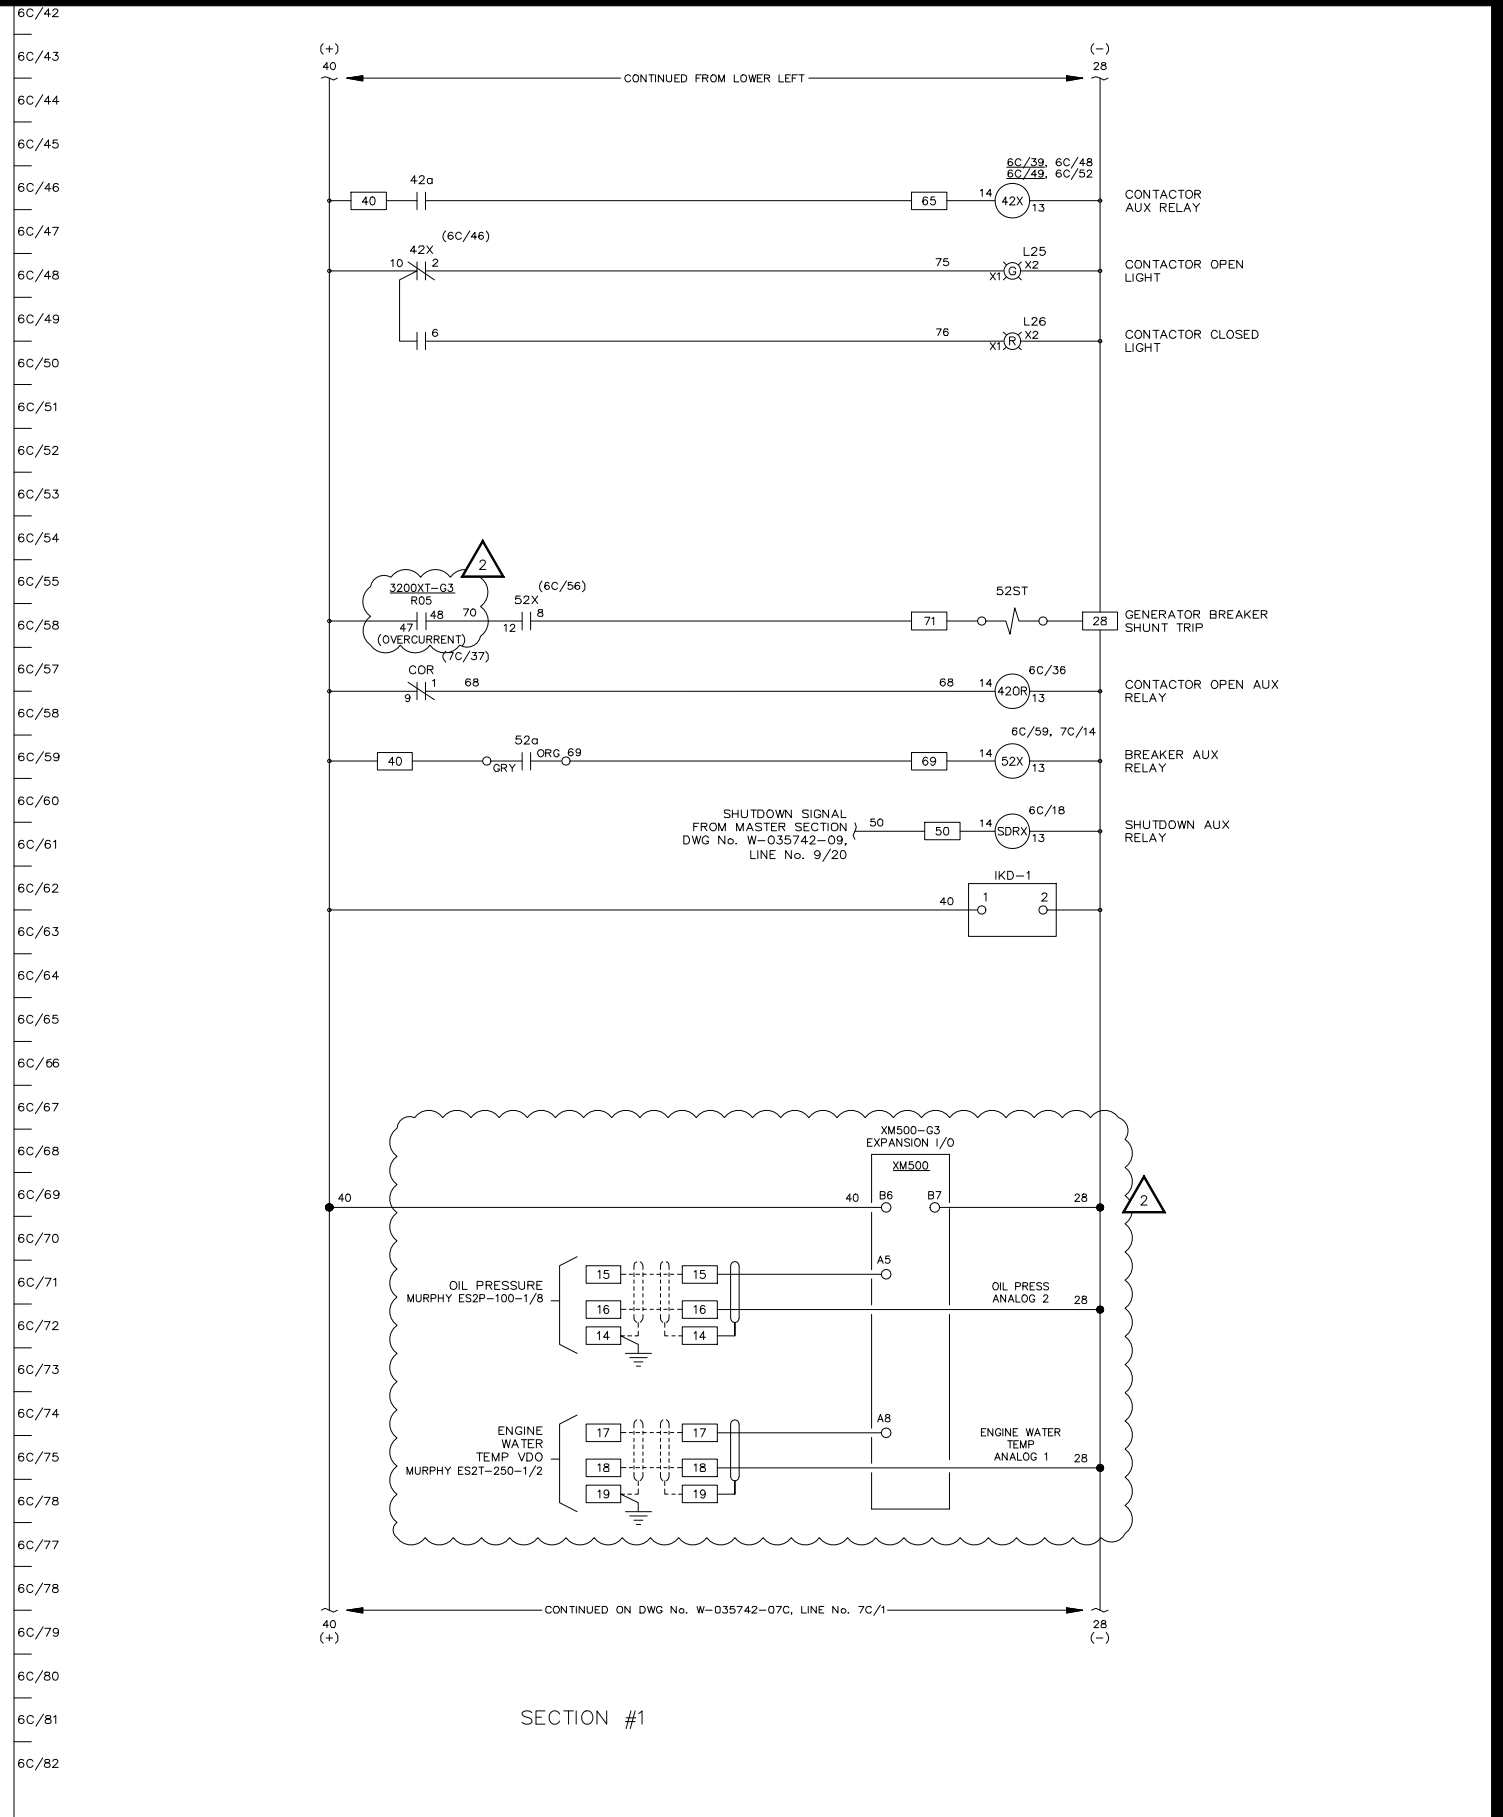 6C/42
6C/43
6C/44
6C/45
6C/46
6C/47
6C/48
6C/49
6C/50
6C/51
6C/52
6C/53
6C/54
6C/55
6C/58
6C/57
6C/58
6C/59
6C/60
6C/61
6C/62
6C/63
6C/64
6C/65
6C/66
6C/67
6C/68
6C/69
6C/70
6C/71
6C/72
6C/73
6C/74
6C/75
6C/78
6C/77
6C/78
6C/79
6C/80
6C/81
6C/82
(+)
40
CONTINUED FROM LOWER LEFT
(-)
28
40
42a
65
6C/39, 6C/48
6C/49, 6C/52
14
42X
13
CONTACTOR
AUX RELAY
(6C/46)
42X
10
2
75
L25
X1
G
X2
CONTACTOR OPEN
LIGHT
6
76
L26
X1
R
X2
CONTACTOR CLOSED
LIGHT
2
3200XT-G3
R05
47
48
70
(OVERCURRENT)
(6C/56)
52X
12
8
71
52ST
28
GENERATOR BREAKER
SHUNT TRIP
(7C/37)
COR
9
1
68
68
6C/36
14
42OR
13
CONTACTOR OPEN AUX
RELAY
40
52a
GRY
ORG
69
69
6C/59, 7C/14
14
52X
13
BREAKER AUX
RELAY
SHUTDOWN SIGNAL
FROM MASTER SECTION
DWG No. W-035742-09,
LINE No. 9/20
50
50
6C/18
14
SDRX
13
SHUTDOWN AUX
RELAY
IKD-1
40
1
2
XM500-G3
EXPANSION I/O
XM500
40
40
B6
B7
28
2
A5
OIL PRESSURE
MURPHY ES2P-100-1/8
15
15
16
16
14
14
OIL PRESS
ANALOG 2
28
A8
ENGINE
WATER
TEMP VDO
MURPHY ES2T-250-1/2
17
17
18
18
19
19
ENGINE WATER
TEMP
ANALOG 1
28
40
(+)
CONTINUED ON DWG No. W-035742-07C, LINE No. 7C/1
28
(-)
SECTION #1